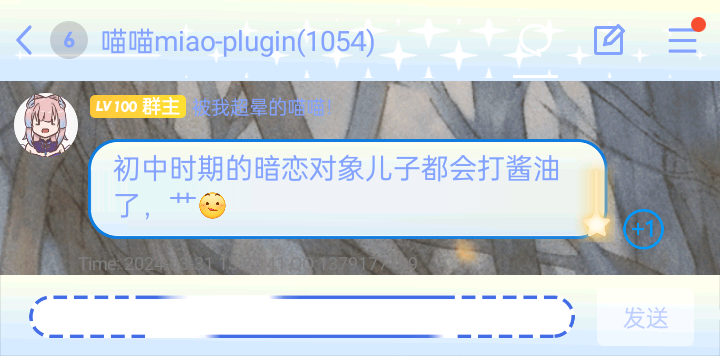 6
喵喵miao-plugin(1054)
LV100 群主 被我超晕的喵喵!
初中时期的暗恋对象儿子都会打酱油
了，艹
+1
发送